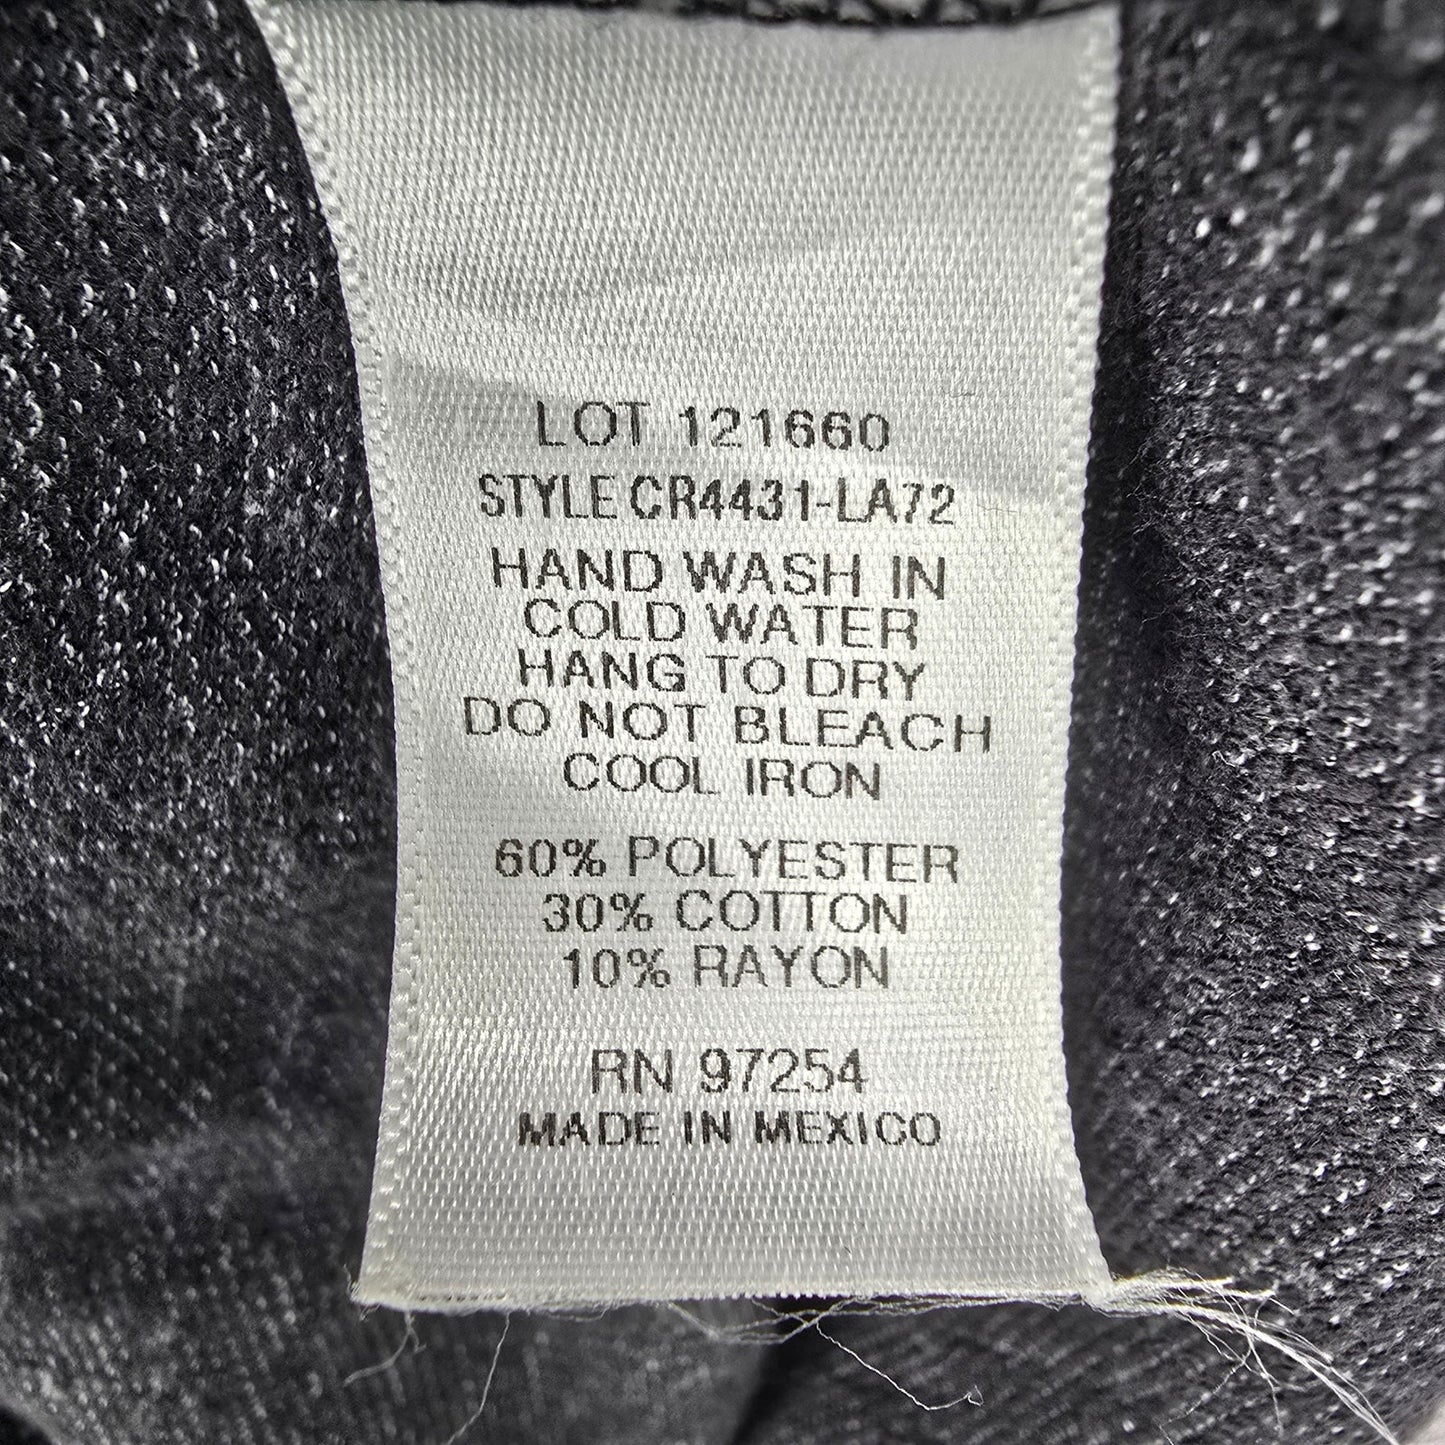 LOT 121660
STYLE CR4431-LA72
HAND WASH IN
COLD WATER
HANG TO DRY
DO NOT BLEACH
COOL IRON
60% POLYESTER
30% COTTON
10% RAYON
RN 97254
MADE IN MEXICO